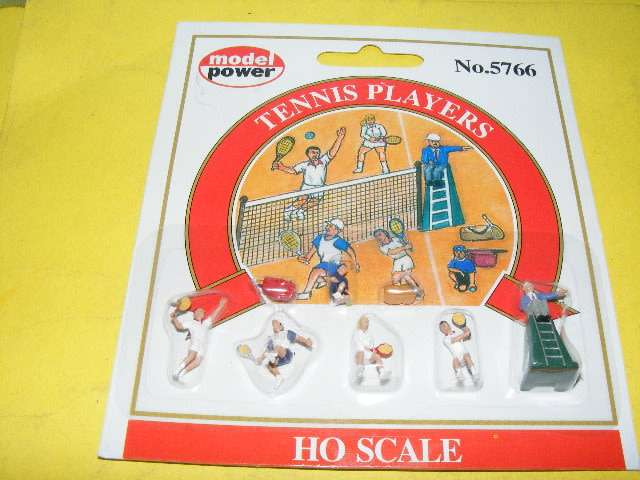 model
power
No.5766
TENNIS PLAYERS
HO SCALE